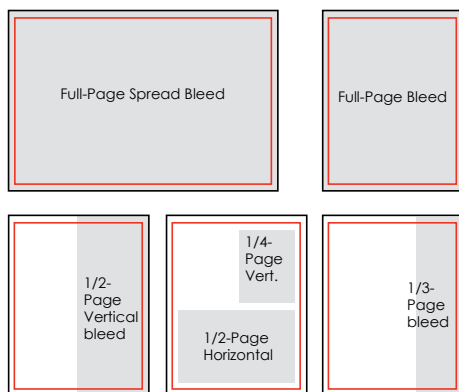 Full-Page Spread Bleed
Full-Page Bleed
1/2-
Page
Vertical
bleed
1/4-
Page
Vert.
1/2-Page
Horizontal
1/3-
Page
bleed